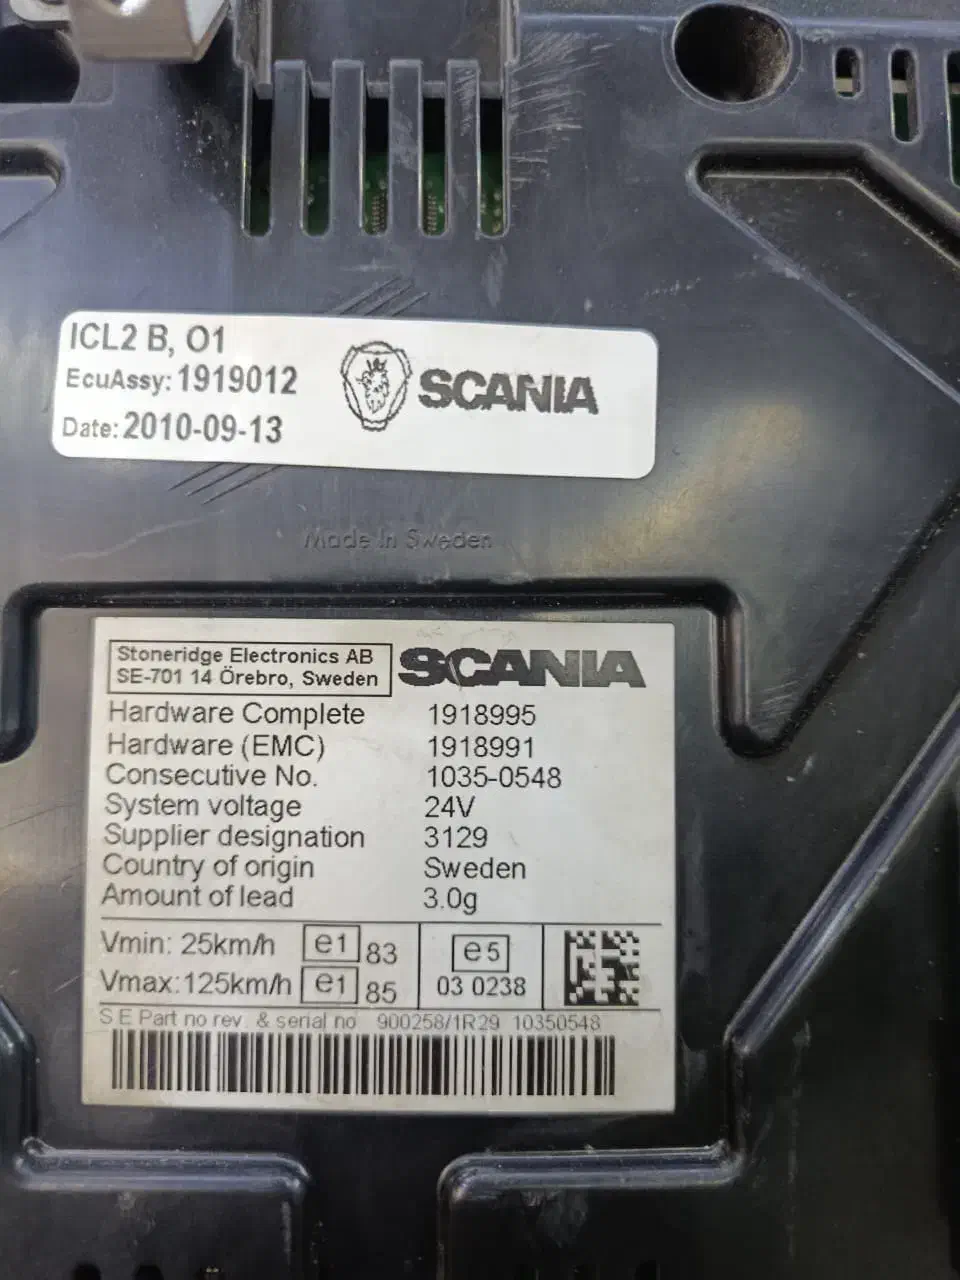 ICL2 B, O1
EcuAssy: 1919012
SCANIA
Date: 2010-09-13
Made In Sweden
Stoneridge Electronics AB
SE-701 14 Örebro, Sweden
SCANIA
Hardware Complete 1918995
Hardware (EMC) 1918991
Consecutive No. 1035-0548
System voltage 24V
Supplier designation 3129
Country of origin Sweden
Amount of lead 3.0g
Vmin: 25km/h e1 83 e5
Vmax: 125km/h e1 85 03 0238
S.E Part no rev. & serial no 900258/1R29 10350548